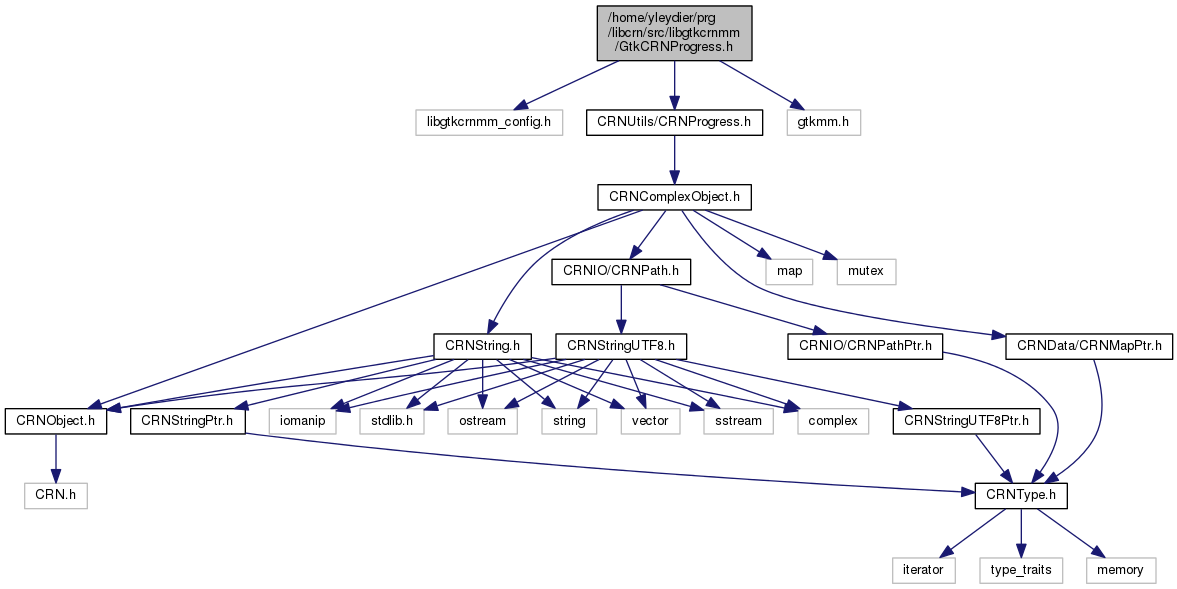 /home/yleydier/prg
/libcrn/src/libgtkcrnmm
/GtkCRNProgress.h
libgtkcrnmm_config.h
CRNUtils/CRNProgress.h
gtkmm.h
CRNComplexObject.h
CRNIO/CRNPath.h
map
mutex
CRNString.h
CRNStringUTF8.h
CRNIO/CRNPathPtr.h
CRNData/CRNMapPtr.h
CRNObject.h
CRNStringPtr.h
iomanip
stdlib.h
ostream
string
vector
sstream
complex
CRNStringUTF8Ptr.h
CRN.h
CRNType.h
iterator
type_traits
memory